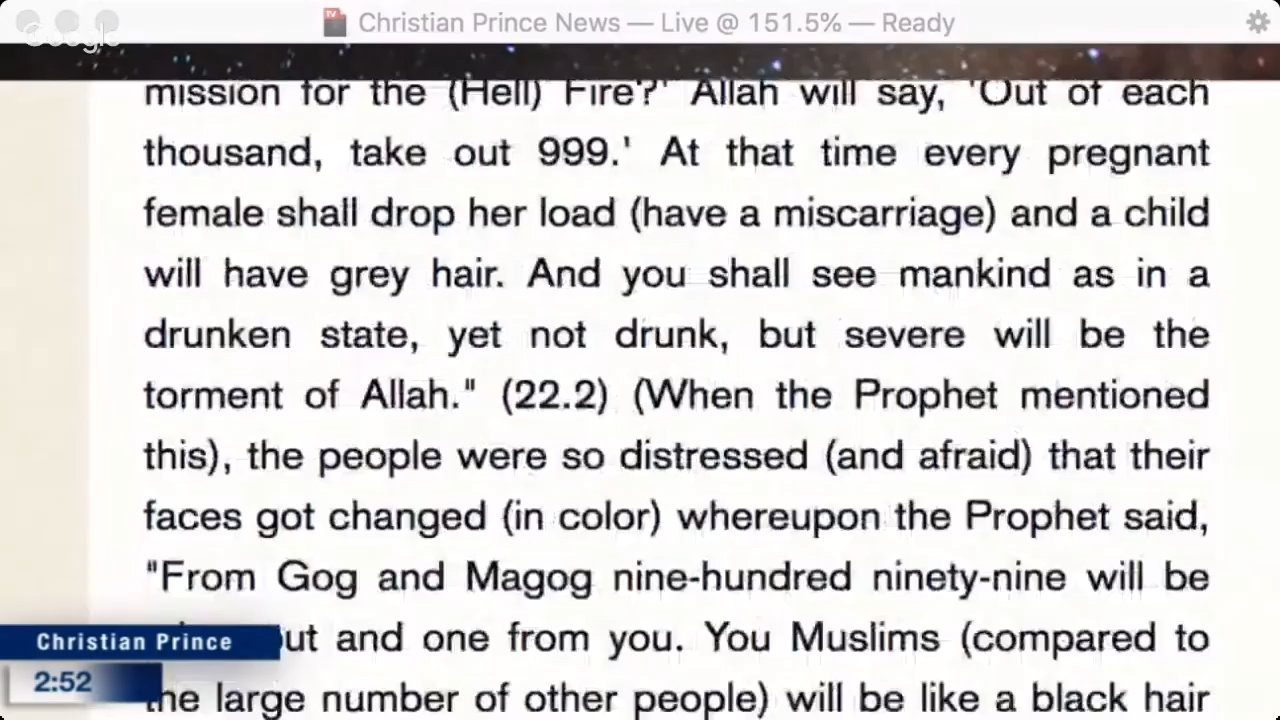 Christian Prince News — Live @ 151.5% — Ready
Google
mission for the (Hell) Fire?' Allah will say, 'Out of each
thousand, take out 999.' At that time every pregnant
female shall drop her load (have a miscarriage) and a child
will have grey hair. And you shall see mankind as in a
drunken state, yet not drunk, but severe will be the
torment of Allah." (22.2) (When the Prophet mentioned
this), the people were so distressed (and afraid) that their
faces got changed (in color) whereupon the Prophet said,
"From Gog and Magog nine-hundred ninety-nine will be
out and one from you. You Muslims (compared to
the large number of other people) will be like a black hair
Christian Prince
2:52